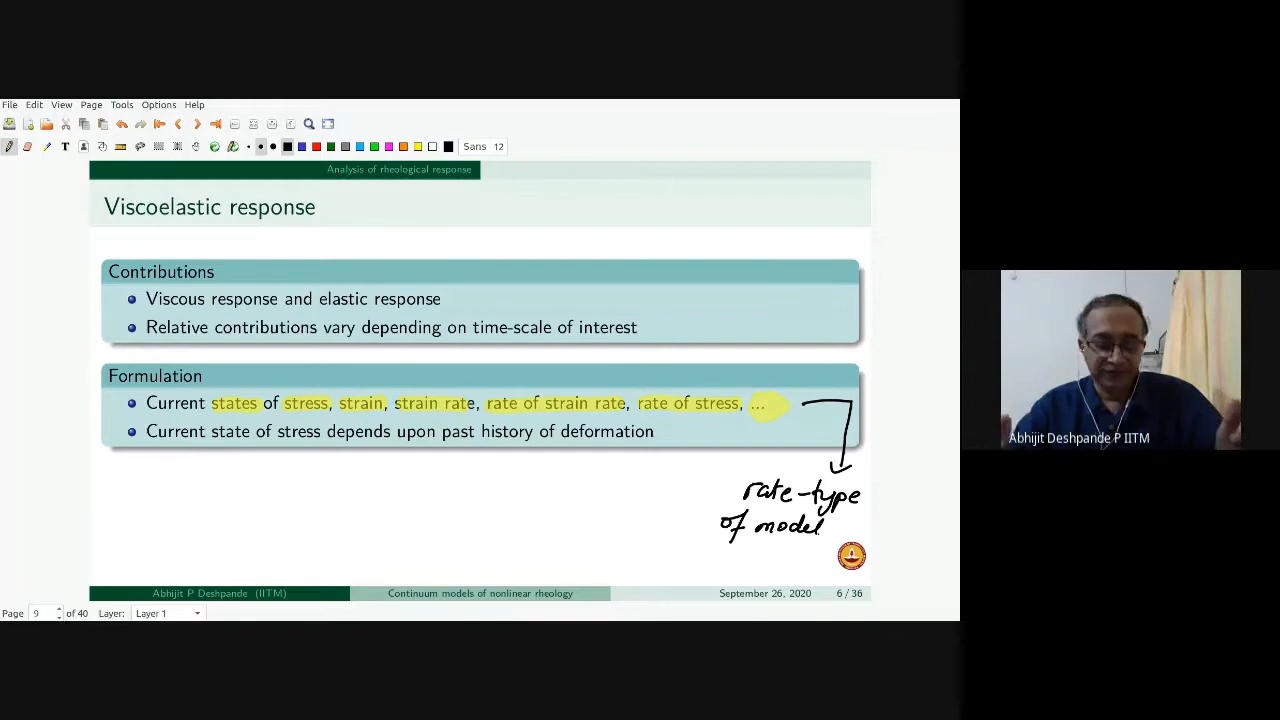 File Edit View Page Tools Options Help
Sans 12
Analysis of rheological response
Viscoelastic response
Contributions
Viscous response and elastic response
Relative contributions vary depending on time-scale of interest
Formulation
Current states of stress, strain, strain rate, rate of strain rate, rate of stress, ...
Current state of stress depends upon past history of deformation
rate-type
of model
Abhijit P Deshpande (IITM) Continuum models of nonlinear rheology September 26, 2020 6 / 36
Page 9 of 40 Layer: Layer 1
Abhijit Deshpande P IITM